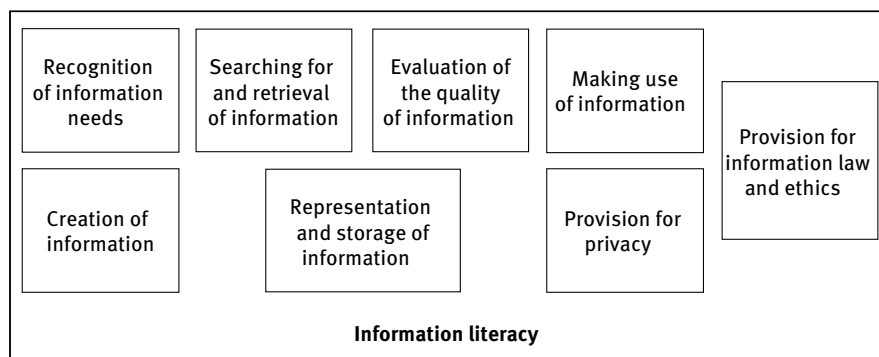 Recognition
of information
needs
Searching for
and retrieval
of information
Evaluation of
the quality
of information
Making use
of information
Provision for
information law
and ethics
Creation of
information
Representation
and storage of
information
Provision for
privacy
Information literacy